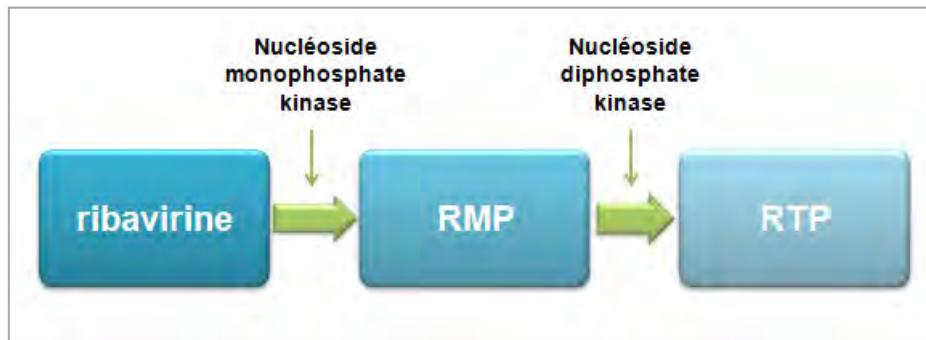 Nucléoside
monophosphate
kinase
Nucléoside
diphosphate
kinase
ribavirine
RMP
RTP